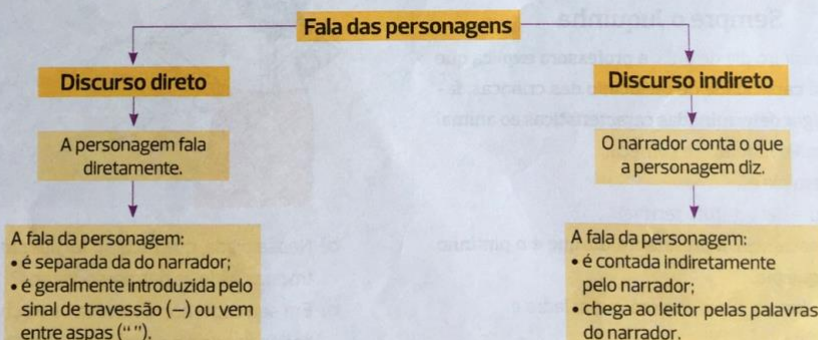 Fala das personagens
Discurso direto
A personagem fala
diretamente.
A fala da personagem:
• é separada da do narrador;
• é geralmente introduzida pelo
sinal de travessão (–) ou vem
entre aspas (“ ”).
Discurso indireto
O narrador conta o que
a personagem diz.
A fala da personagem:
• é contada indiretamente
pelo narrador;
• chega ao leitor pelas palavras
do narrador.